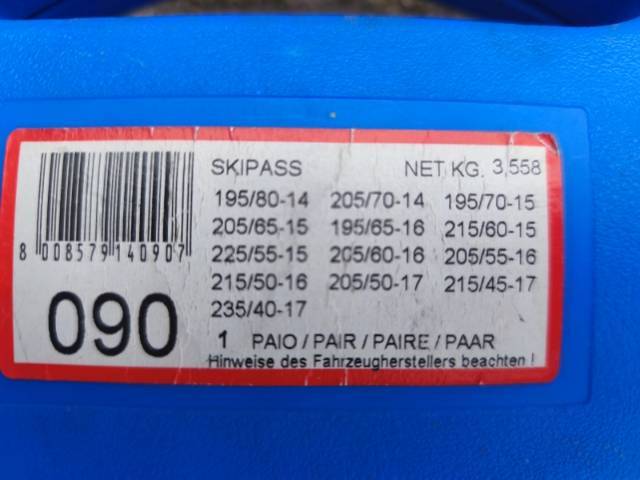 SKIPASS NET KG. 3,558
195/80-14 205/70-14 195/70-15
205/65-15 195/65-16 215/60-15
225/55-15 205/60-16 205/55-16
215/50-16 205/50-17 215/45-17
235/40-17
8 008579 140907
090
1 PAIO / PAIR / PAIRE / PAAR
Hinweise des Fahrzeugherstellers beachten !